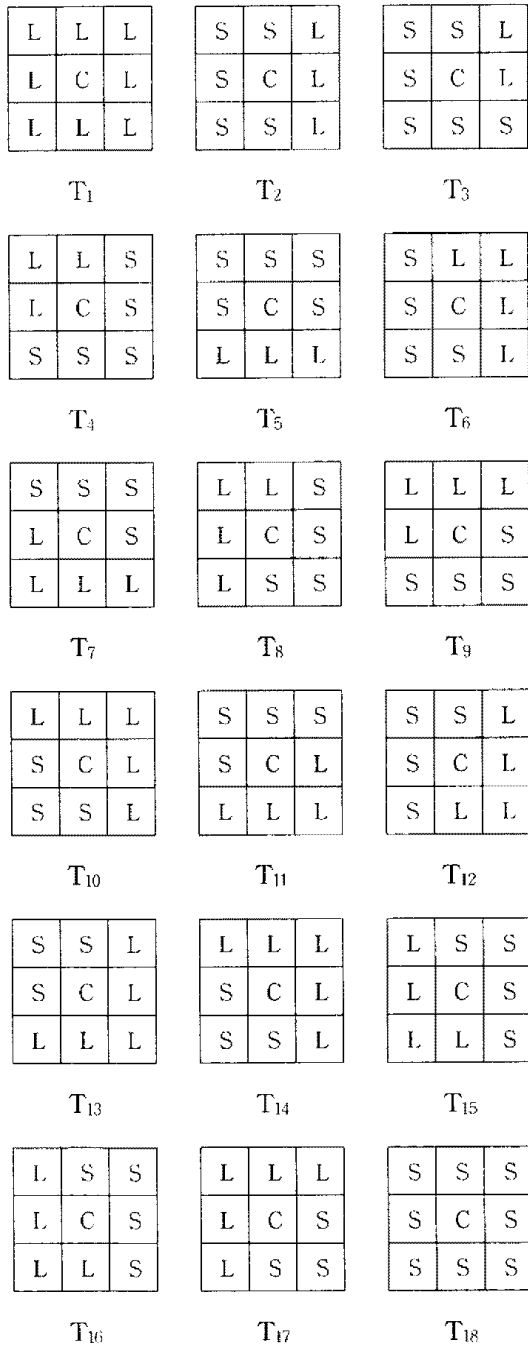 L L L S S L S S L
L C L S C L S C L
L L L S S L S S S
T₁ T₂ T₃
L L S S S S S L L
L C S S C S S C L
S S S L L L S S L
T₄ T₅ T₆
S S S L L S L L L
L C S L C S L C S
L L L L S S S S S
T₇ T₈ T₉
L L L S S S S S L
S C L S C L S C L
S S L L L L S L L
T₁₀ T₁₁ T₁₂
S S L L L L L S S
S C L S C L L C S
L L L S S L L L S
T₁₃ T₁₄ T₁₅
L S S L L L S S S
L C S L C S S C S
L L S L S S S S S
T₁₆ T₁₇ T₁₈